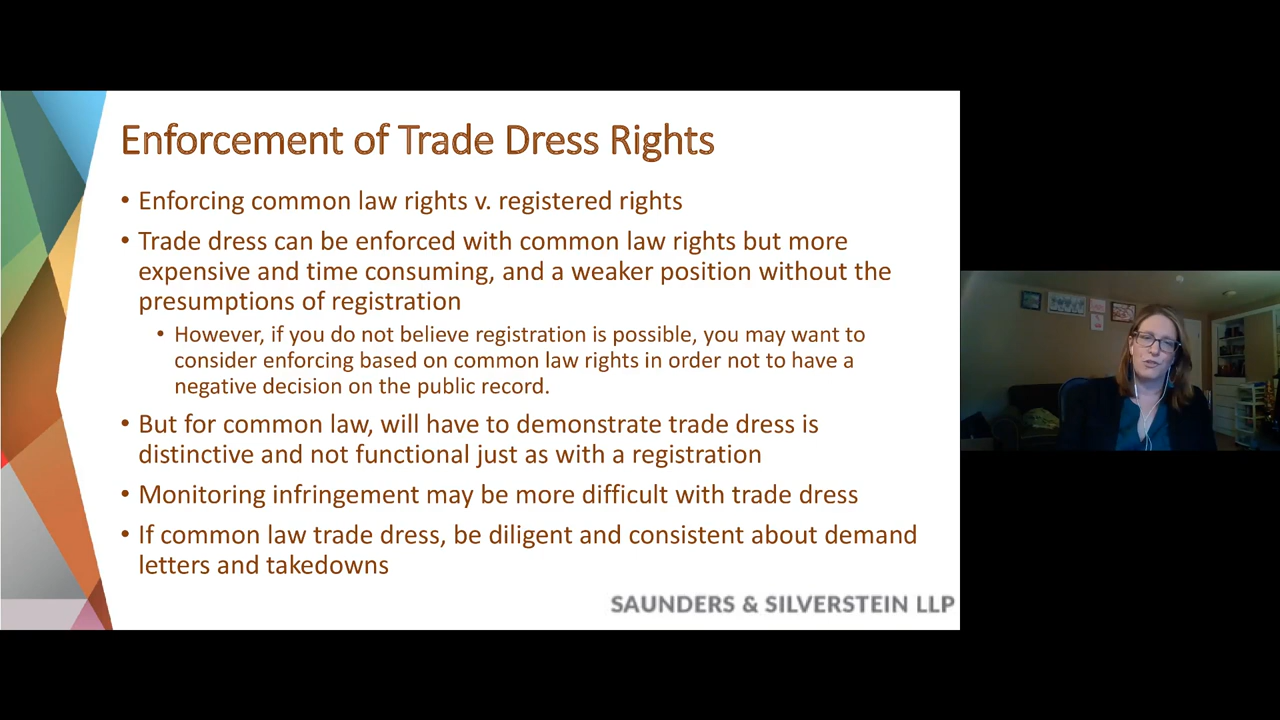 Enforcement of Trade Dress Rights
• Enforcing common law rights v. registered rights
• Trade dress can be enforced with common law rights but more
expensive and time consuming, and a weaker position without the
presumptions of registration
• However, if you do not believe registration is possible, you may want to
consider enforcing based on common law rights in order not to have a
negative decision on the public record.
• But for common law, will have to demonstrate trade dress is
distinctive and not functional just as with a registration
• Monitoring infringement may be more difficult with trade dress
• If common law trade dress, be diligent and consistent about demand
letters and takedowns
SAUNDERS & SILVERSTEIN LLP